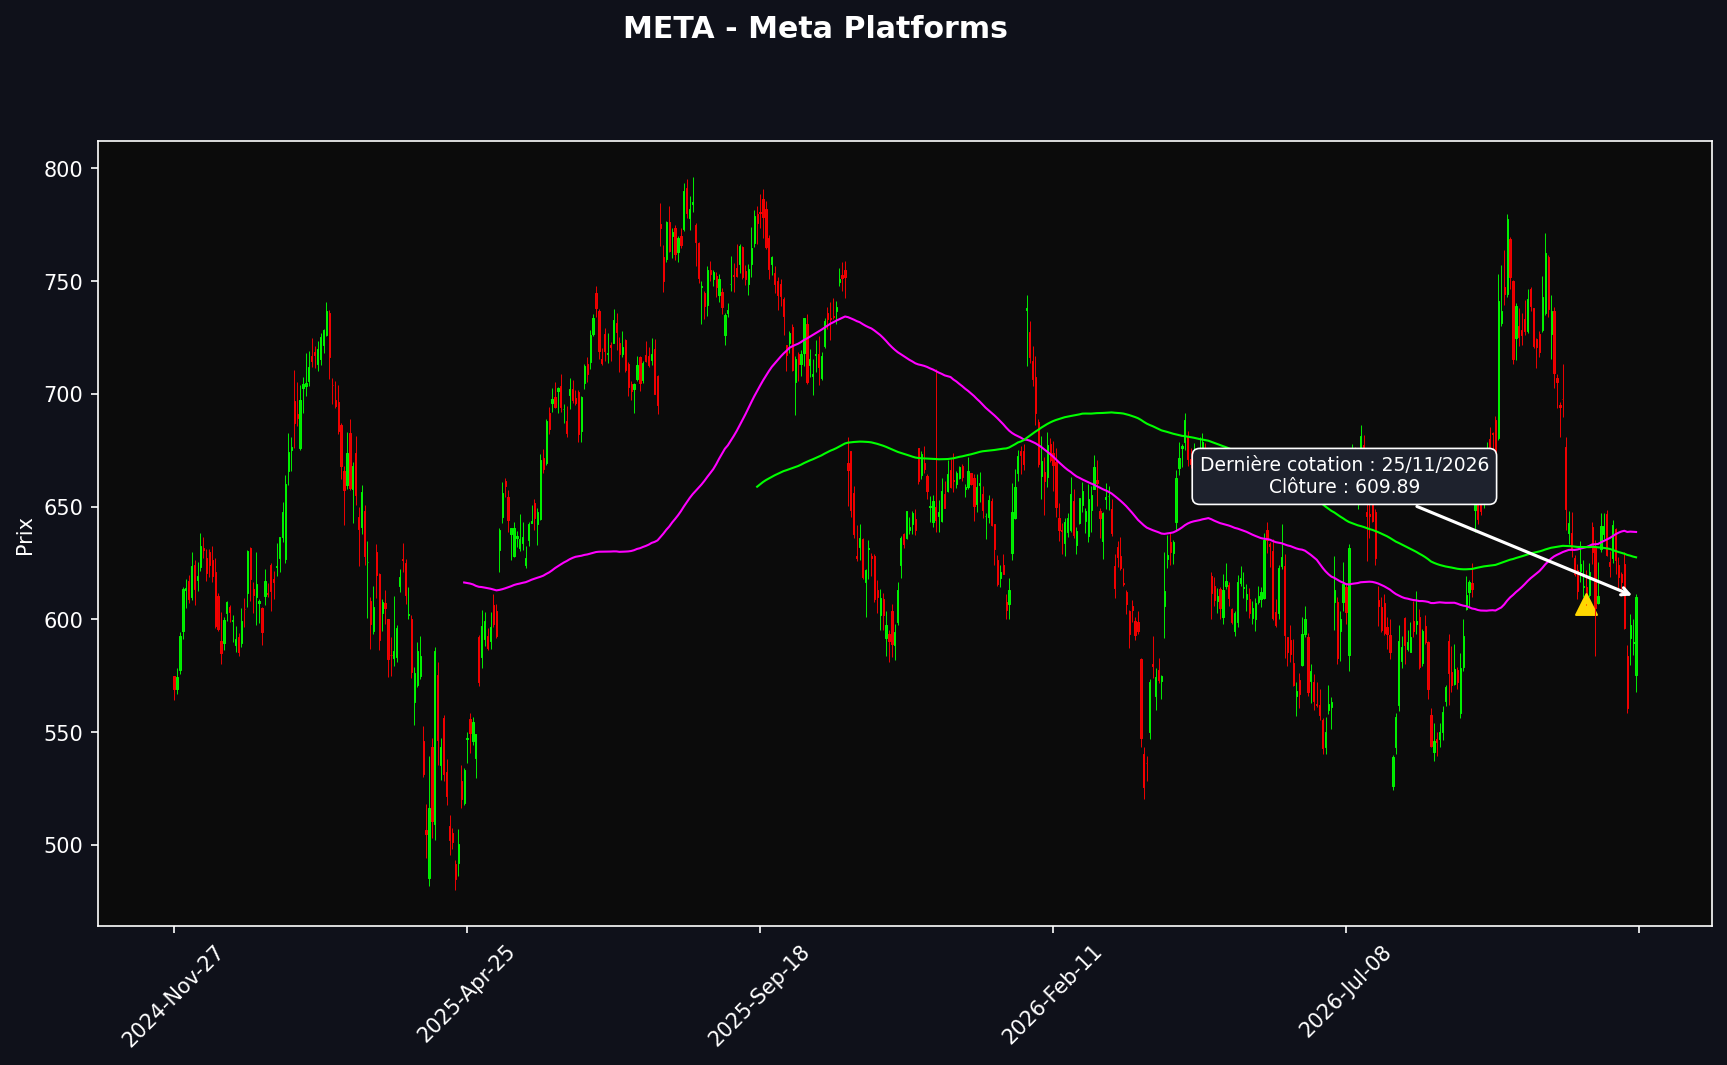 META - Meta Platforms
800
750
700
650
600
550
500
Prix
Dernière cotation : 25/11/2026
Clôture : 609.89
2024-Nov-27
2025-Apr-25
2025-Sep-18
2026-Feb-11
2026-Jul-08